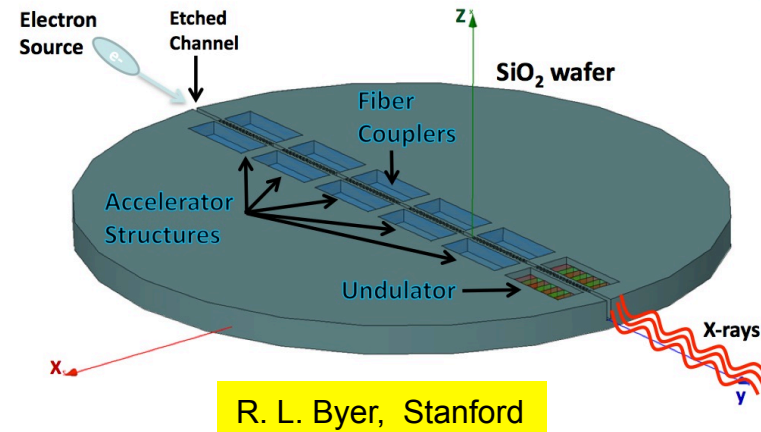 Electron
Source
e-
Etched
Channel
Z
SiO₂ wafer
Fiber
Couplers
Accelerator
Structures
Undulator
X-rays
X
y
R. L. Byer, Stanford